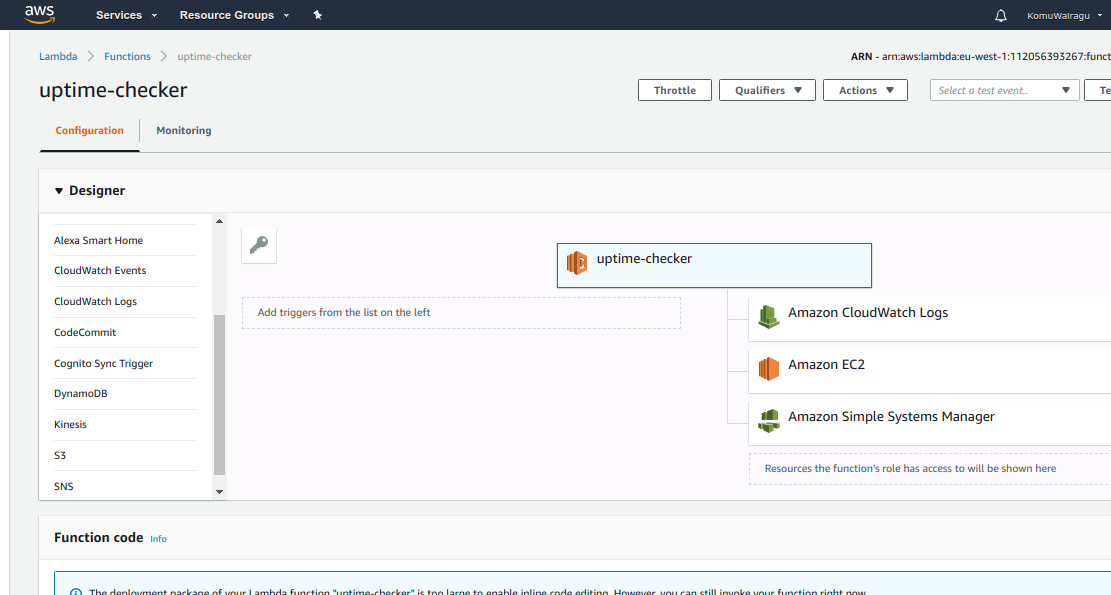 aws Services Resource Groups KomuWairagu
Lambda Functions uptime-checker ARN - arn:aws:lambda:eu-west-1:112056393267:funct
uptime-checker Throttle Qualifiers Actions Select a test event.. Te
Configuration Monitoring
Designer
Alexa Smart Home
CloudWatch Events
CloudWatch Logs
CodeCommit
Cognito Sync Trigger
DynamoDB
Kinesis
S3
SNS
uptime-checker
Add triggers from the list on the left
Amazon CloudWatch Logs
Amazon EC2
Amazon Simple Systems Manager
Resources the function's role has access to will be shown here
Function code Info
The deployment package of your Lambda function "uptime-checker" is too large to enable inline code editing. However, you can still invoke your function right now.